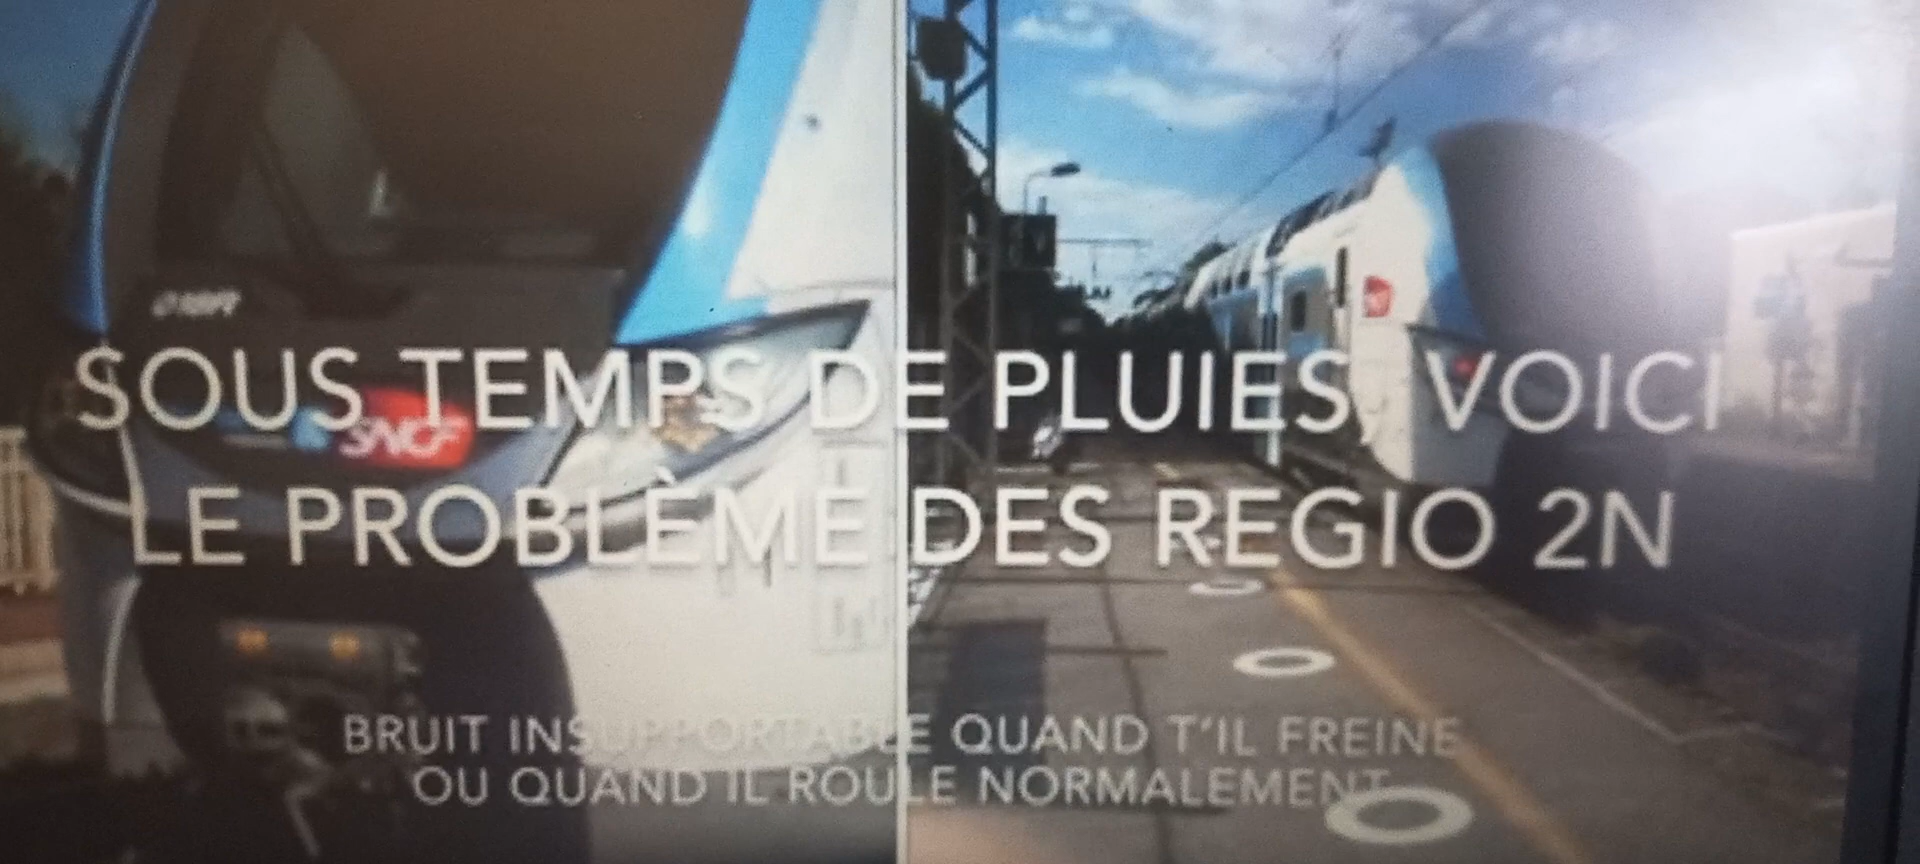 SNCF
SOUS TEMPS DE PLUIES, VOICI
LE PROBLÈME DES REGIO 2N
BRUIT INSUPPORTABLE QUAND T'IL FREINE
OU QUAND IL ROULE NORMALEMENT